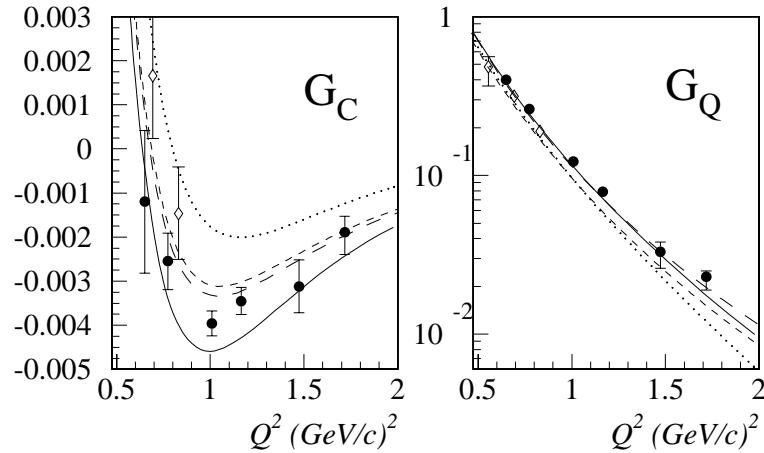 0.003
0.002
0.001
0
-0.001
-0.002
-0.003
-0.004
-0.005
G_C
0.5 1 1.5 2
Q^2 (GeV/c)^2
1
10^-1
10^-2
G_Q
0.5 1 1.5 2
Q^2 (GeV/c)^2